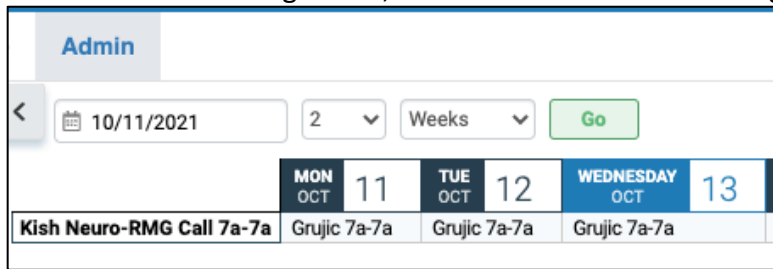 Admin
< 10/11/2021 2 Weeks Go
MON OCT 11 TUE OCT 12 WEDNESDAY OCT 13
Kish Neuro-RMG Call 7a-7a Grujic 7a-7a Grujic 7a-7a Grujic 7a-7a